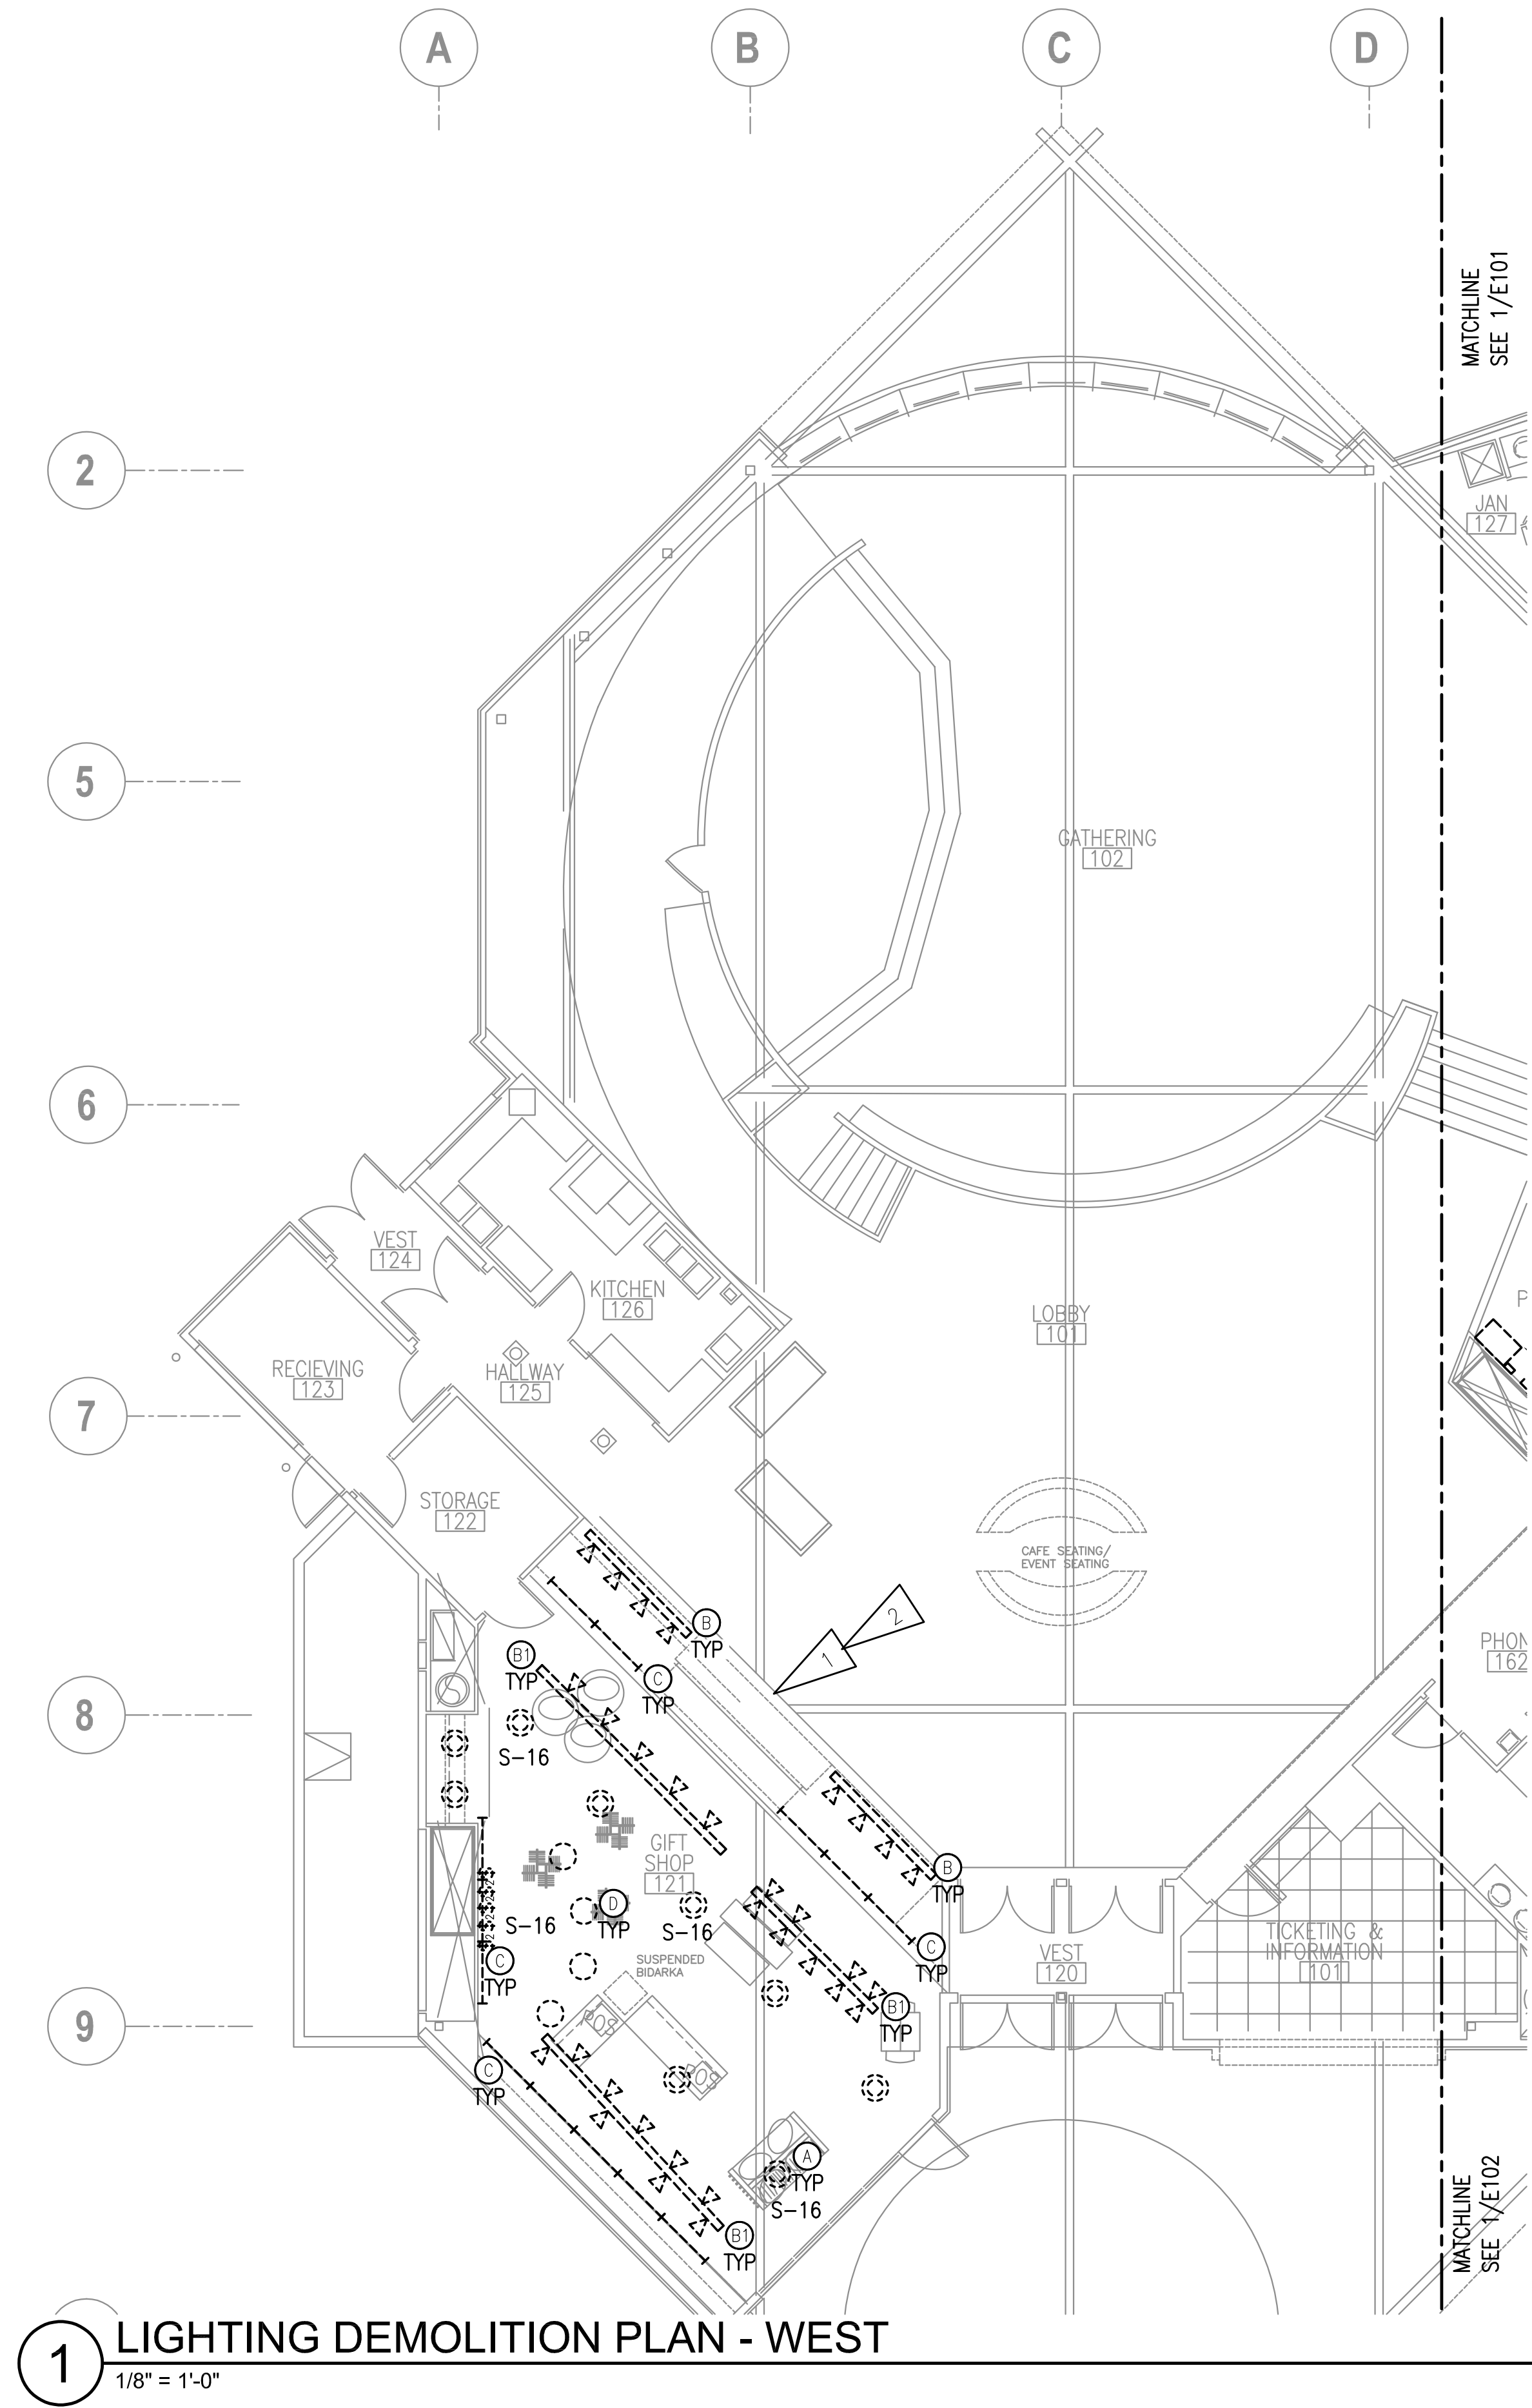 A
B
C
D
MATCHLINE
SEE 1/E101
2
JAN
127
5
GATHERING
102
6
VEST
124
KITCHEN
126
LOBBY
101
P
RECIEVING
123
HALLWAY
125
7
STORAGE
122
CAFE SEATING/
EVENT SEATING
B
TYP
2
1
PHON
162
B1
TYP
C
TYP
8
S-16
GIFT
SHOP
121
B
TYP
D
TYP
S-16
S-16
C
TYP
VEST
120
TICKETING &
INFORMATION
101
C
TYP
SUSPENDED
BIDARKA
B1
TYP
9
C
TYP
A
TYP
S-16
B1
TYP
MATCHLINE
SEE 1/E102
1
LIGHTING DEMOLITION PLAN - WEST
1/8" = 1'-0"